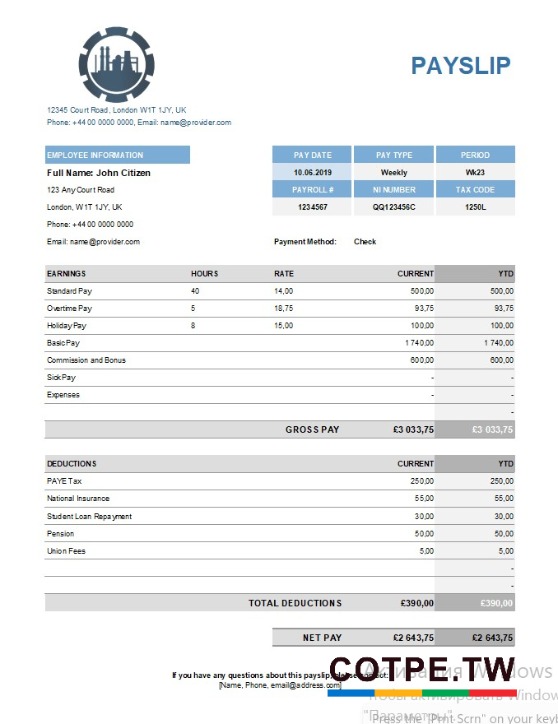 PAYSLIP
12345 Court Road, London W1T 1JY, UK
Phone: +44 00 0000 0000, Email: name@provider.com
EMPLOYEE INFORMATION PAY DATE PAY TYPE PERIOD
Full Name: John Citizen 10.06.2019 Weekly Wk23
123 Any Court Road PAYROLL # NI NUMBER TAX CODE
London, W1T 1JY, UK 1234567 QQ123456C 1250L
Phone: +44 00 0000 0000
Email: name@provider.com Payment Method: Check
EARNINGS HOURS RATE CURRENT YTD
Standard Pay 40 14,00 500,00 500,00
Overtime Pay 5 18,75 93,75 93,75
Holiday Pay 8 15,00 100,00 100,00
Basic Pay 1 740,00 1 740,00
Commission and Bonus 600,00 600,00
Sick Pay - -
Expenses - -
-
GROSS PAY £3 033,75 £3 033,75
DEDUCTIONS CURRENT YTD
PAYE Tax 250,00 250,00
National Insurance 55,00 55,00
Student Loan Repayment 30,00 30,00
Pension 50,00 50,00
Union Fees 5,00 5,00
-
-
TOTAL DEDUCTIONS £390,00 £390,00
NET PAY £2 643,75 £2 643,75
If you have any questions about this payslip, please contact:
[Name, Phone, email@address.com]
COTPE.TW
Активация Windows
активировать Windows
"Параметры"
Press the "Print Scrn" on your